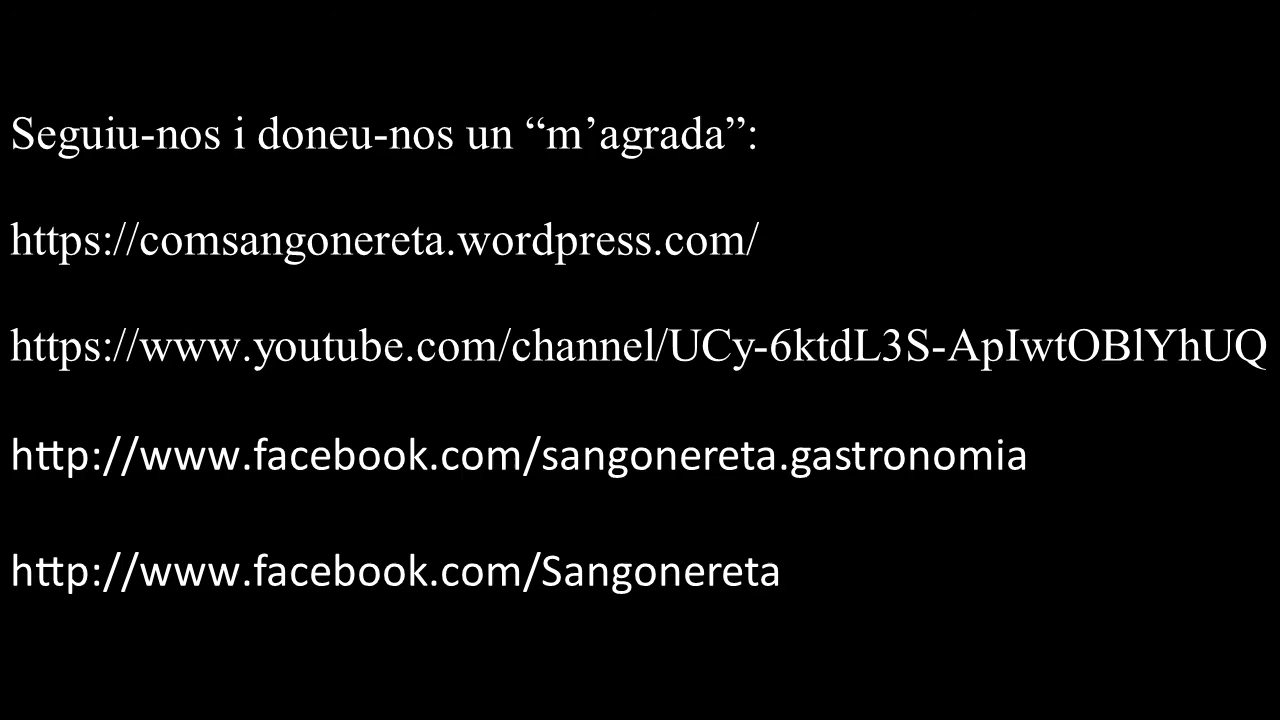 Seguiu-nos i doneu-nos un “m’agrada”:
https://comsangonereta.wordpress.com/
https://www.youtube.com/channel/UCy-6ktdL3S-ApIwtOBlYhUQ
http://www.facebook.com/sangonereta.gastronomia
http://www.facebook.com/Sangonereta